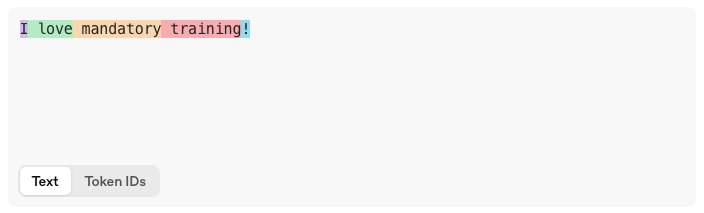 I love mandatory training!
Text
Token IDs